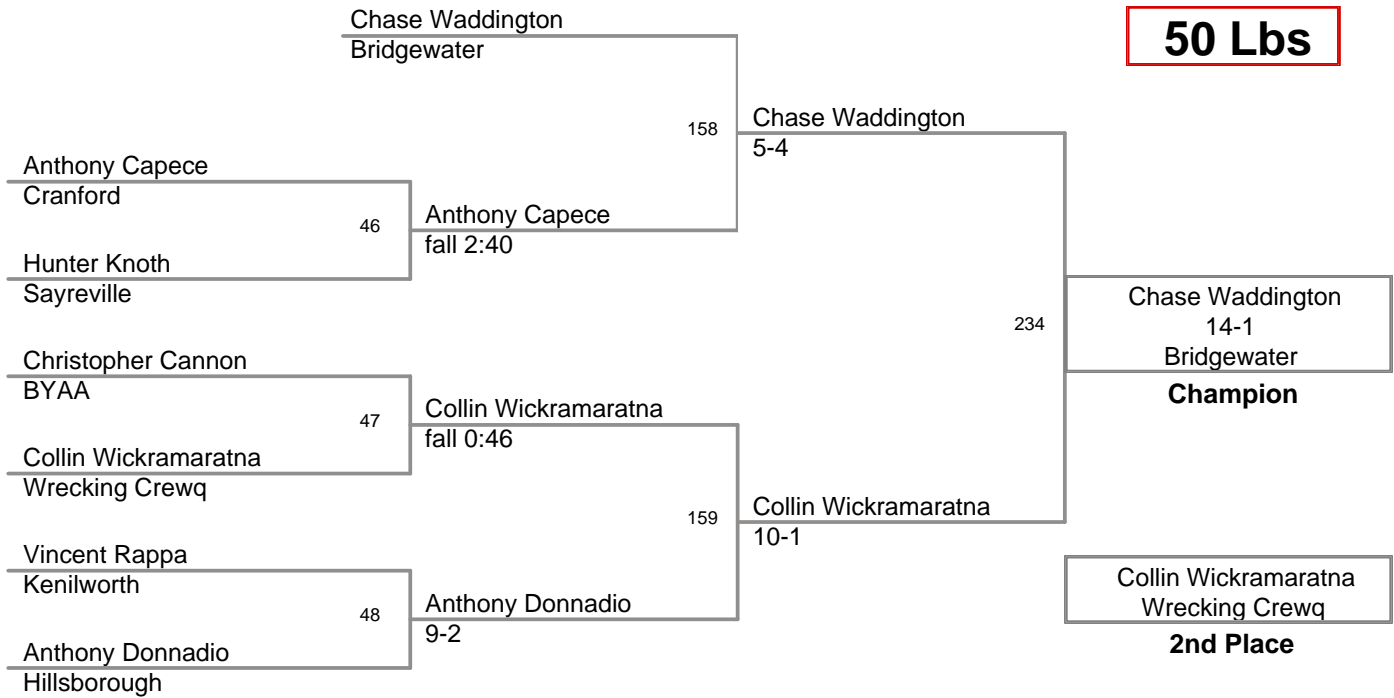 Chase Waddington
Bridgewater
50 Lbs
158
Chase Waddington
5-4
Anthony Capece
Cranford
46
Anthony Capece
fall 2:40
Hunter Knoth
Sayreville
234
Chase Waddington
14-1
Bridgewater
Champion
Christopher Cannon
BYAA
47
Collin Wickramaratna
fall 0:46
Collin Wickramaratna
Wrecking Crewq
159
Collin Wickramaratna
10-1
Vincent Rappa
Kenilworth
48
Anthony Donnadio
9-2
Anthony Donnadio
Hillsborough
Collin Wickramaratna
Wrecking Crewq
2nd Place